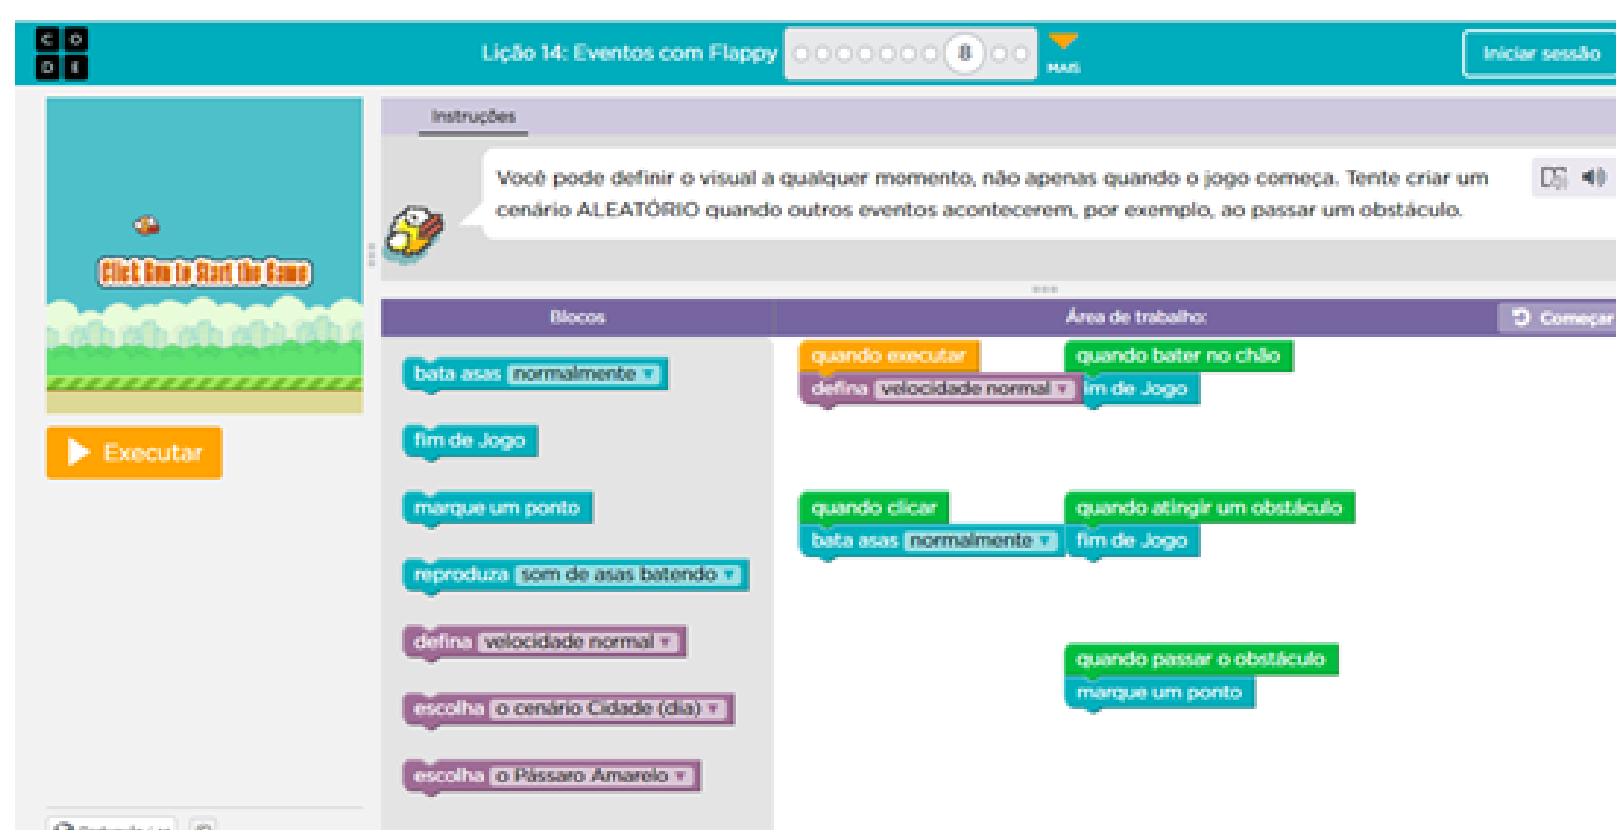 C O
D E
Lição 14: Eventos com Flappy
8
MAIS
Iniciar sessão
Instruções
Você pode definir o visual a qualquer momento, não apenas quando o jogo começa. Tente criar um
cenário ALEATÓRIO quando outros eventos acontecerem, por exemplo, ao passar um obstáculo.
Click Run to Start the Game
Executar
Blocos
Área de trabalho:
Começar
bata asas normalmente
fim de Jogo
marque um ponto
reproduza som de asas batendo
defina velocidade normal
escolha o cenário Cidade (dia)
escolha o Pássaro Amarelo
quando executar
defina velocidade normal
quando bater no chão
im de Jogo
quando clicar
bata asas normalmente
quando atingir um obstáculo
fim de Jogo
quando passar o obstáculo
marque um ponto